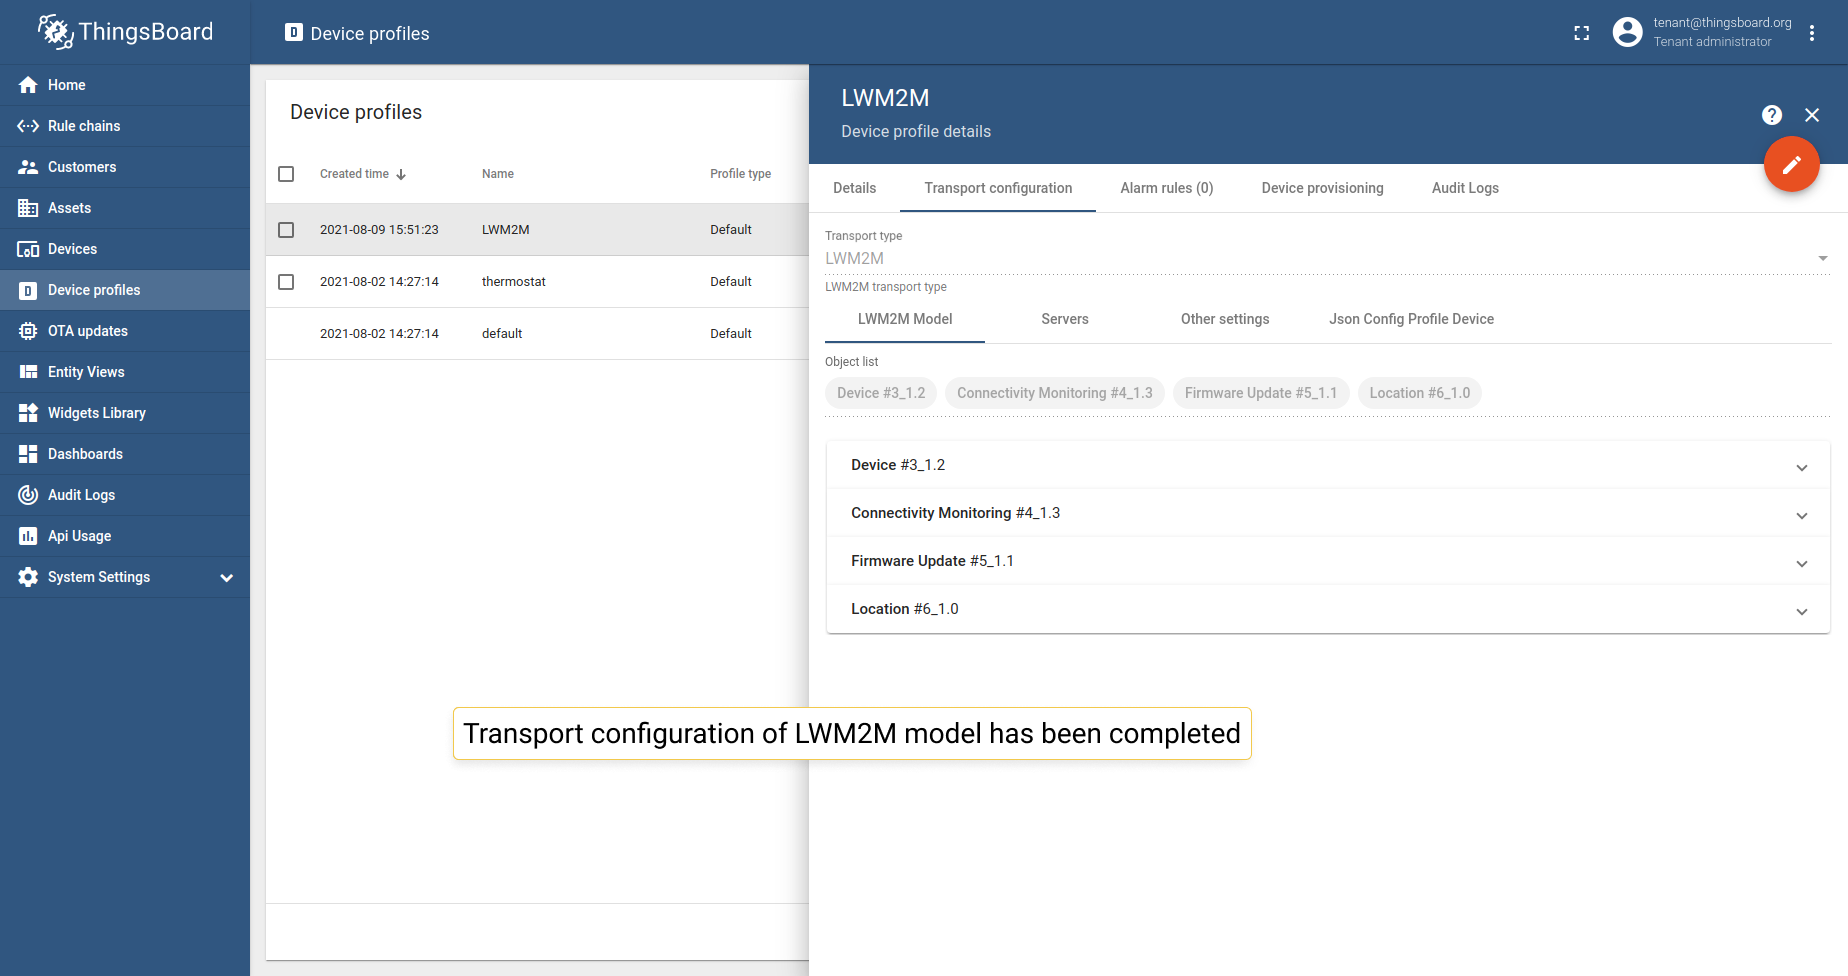 ThingsBoard
Device profiles
tenant@thingsboard.org
Tenant administrator
Home
Rule chains
Customers
Assets
Devices
Device profiles
OTA updates
Entity Views
Widgets Library
Dashboards
Audit Logs
Api Usage
System Settings
Device profiles
Created time Name Profile type
2021-08-09 15:51:23 LWM2M Default
2021-08-02 14:27:14 thermostat Default
2021-08-02 14:27:14 default Default
LWM2M
Device profile details
Details Transport configuration Alarm rules (0) Device provisioning Audit Logs
Transport type
LWM2M
LWM2M transport type
LWM2M Model Servers Other settings Json Config Profile Device
Object list
Device #3_1.2 Connectivity Monitoring #4_1.3 Firmware Update #5_1.1 Location #6_1.0
Device #3_1.2
Connectivity Monitoring #4_1.3
Firmware Update #5_1.1
Location #6_1.0
Transport configuration of LWM2M model has been completed